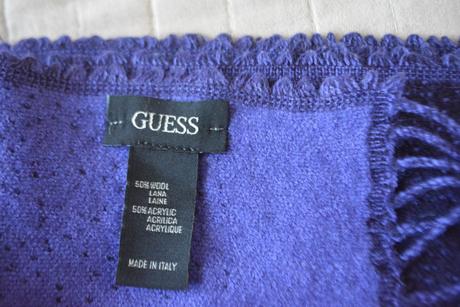 GUESS
50% WOOL
LANA
LAINE
50% ACRYLIC
ACRILICA
ACRYLIQUE
MADE IN ITALY